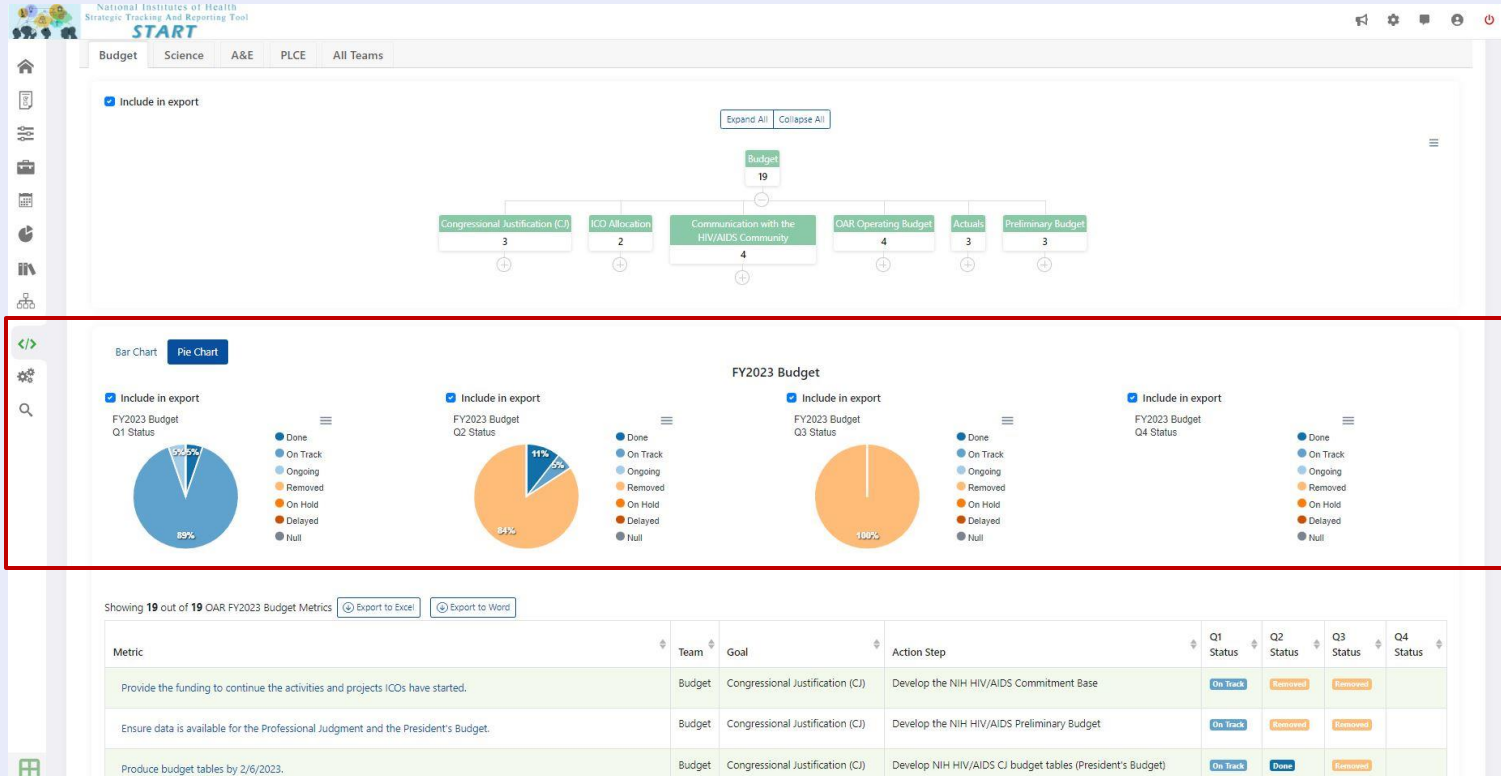 National Institutes of Health
Strategic Tracking And Reporting Tool
START
Budget Science A&E PLCE All Teams
Include in export
Expand All Collapse All
Budget
19
Congressional Justification (CJ)
3
ICO Allocation
2
Communication with the
HIV/AIDS Community
4
OAR Operating Budget
4
Actuals
3
Preliminary Budget
3
Bar Chart Pie Chart
FY2023 Budget
Include in export
FY2023 Budget
Q1 Status
5% 5%
89%
Done
On Track
Ongoing
Removed
On Hold
Delayed
Null
Include in export
FY2023 Budget
Q2 Status
11%
5%
84%
Done
On Track
Ongoing
Removed
On Hold
Delayed
Null
Include in export
FY2023 Budget
Q3 Status
100%
Done
On Track
Ongoing
Removed
On Hold
Delayed
Null
Include in export
FY2023 Budget
Q4 Status
Done
On Track
Ongoing
Removed
On Hold
Delayed
Null
Showing 19 out of 19 OAR FY2023 Budget Metrics Export to Excel Export to Word
Metric Team Goal Action Step Q1 Status Q2 Status Q3 Status Q4 Status
Provide the funding to continue the activities and projects ICOs have started. Budget Congressional Justification (CJ) Develop the NIH HIV/AIDS Commitment Base On Track Removed Removed
Ensure data is available for the Professional Judgment and the President's Budget. Budget Congressional Justification (CJ) Develop the NIH HIV/AIDS Preliminary Budget On Track Removed Removed
Produce budget tables by 2/6/2023. Budget Congressional Justification (CJ) Develop NIH HIV/AIDS CJ budget tables (President's Budget) On Track Done Removed